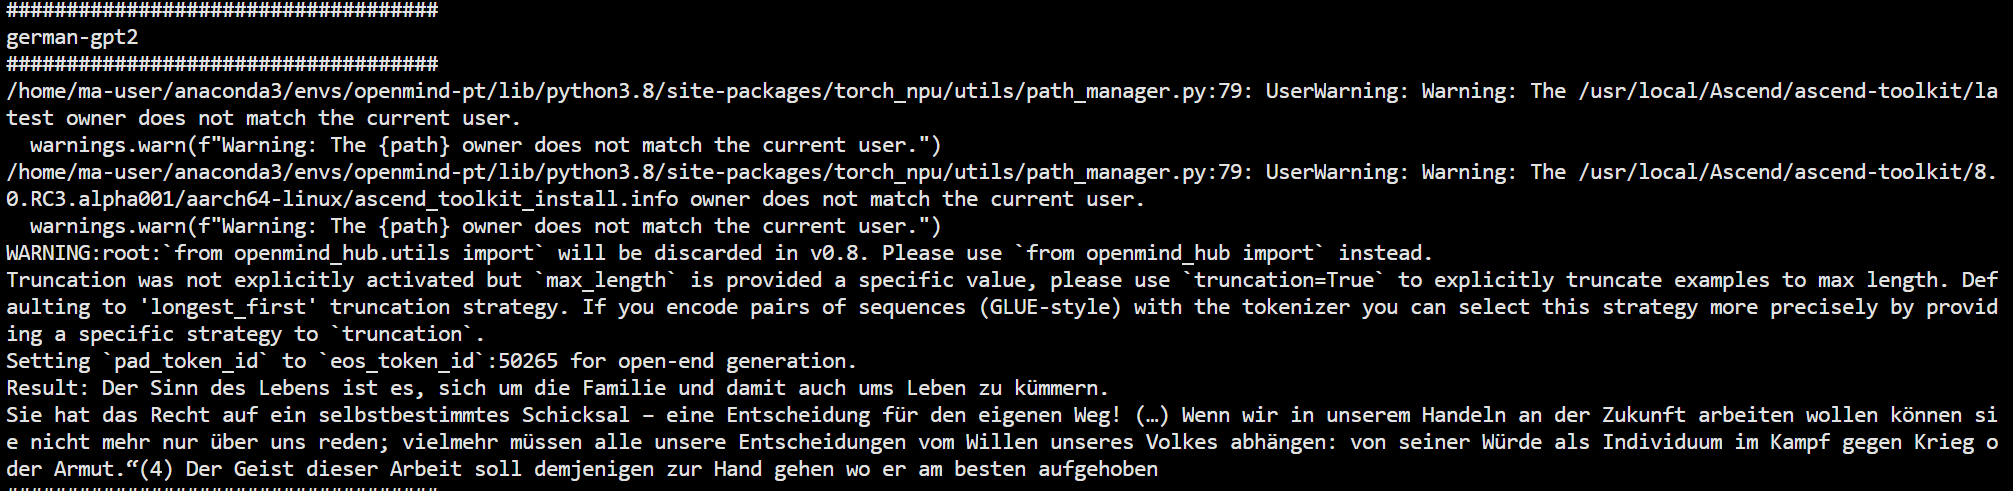 ####################################
german-gpt2
####################################
/home/ma-user/anaconda3/envs/openmind-pt/lib/python3.8/site-packages/torch_npu/utils/path_manager.py:79: UserWarning: Warning: The /usr/local/Ascend/ascend-toolkit/la
test owner does not match the current user.
  warnings.warn(f"Warning: The {path} owner does not match the current user.")
/home/ma-user/anaconda3/envs/openmind-pt/lib/python3.8/site-packages/torch_npu/utils/path_manager.py:79: UserWarning: Warning: The /usr/local/Ascend/ascend-toolkit/8.
0.RC3.alpha001/aarch64-linux/ascend_toolkit_install.info owner does not match the current user.
  warnings.warn(f"Warning: The {path} owner does not match the current user.")
WARNING:root:`from openmind_hub.utils import` will be discarded in v0.8. Please use `from openmind_hub import` instead.
Truncation was not explicitly activated but `max_length` is provided a specific value, please use `truncation=True` to explicitly truncate examples to max length. Def
aulting to 'longest_first' truncation strategy. If you encode pairs of sequences (GLUE-style) with the tokenizer you can select this strategy more precisely by provid
ing a specific strategy to `truncation`.
Setting `pad_token_id` to `eos_token_id`:50265 for open-end generation.
Result: Der Sinn des Lebens ist es, sich um die Familie und damit auch ums Leben zu kümmern.
Sie hat das Recht auf ein selbstbestimmtes Schicksal – eine Entscheidung für den eigenen Weg! (…) Wenn wir in unserem Handeln an der Zukunft arbeiten wollen können si
e nicht mehr nur über uns reden; vielmehr müssen alle unsere Entscheidungen vom Willen unseres Volkes abhängen: von seiner Würde als Individuum im Kampf gegen Krieg o
der Armut.“(4) Der Geist dieser Arbeit soll demjenigen zur Hand gehen wo er am besten aufgehoben
####################################